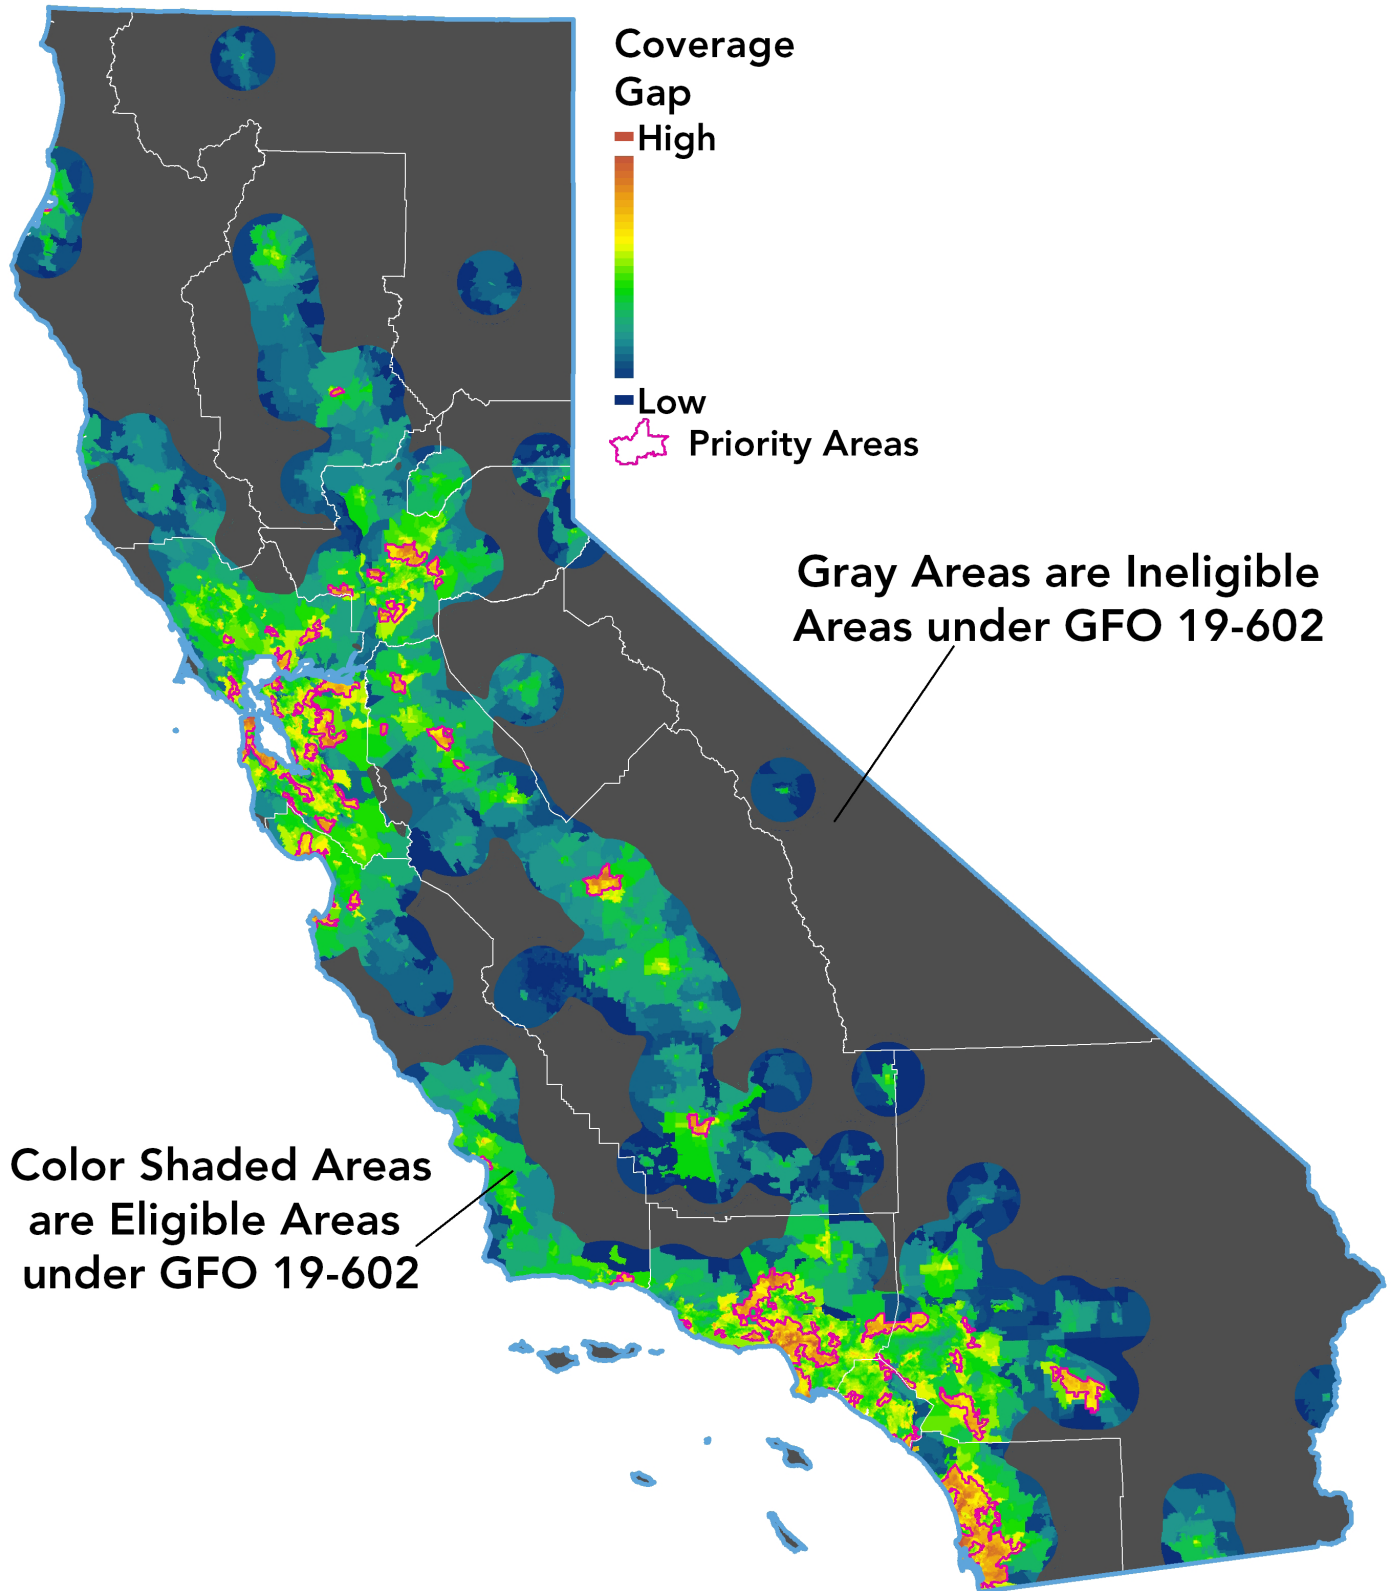 Coverage
Gap
High
Low
Priority Areas
Gray Areas are Ineligible
Areas under GFO 19-602
Color Shaded Areas
are Eligible Areas
under GFO 19-602